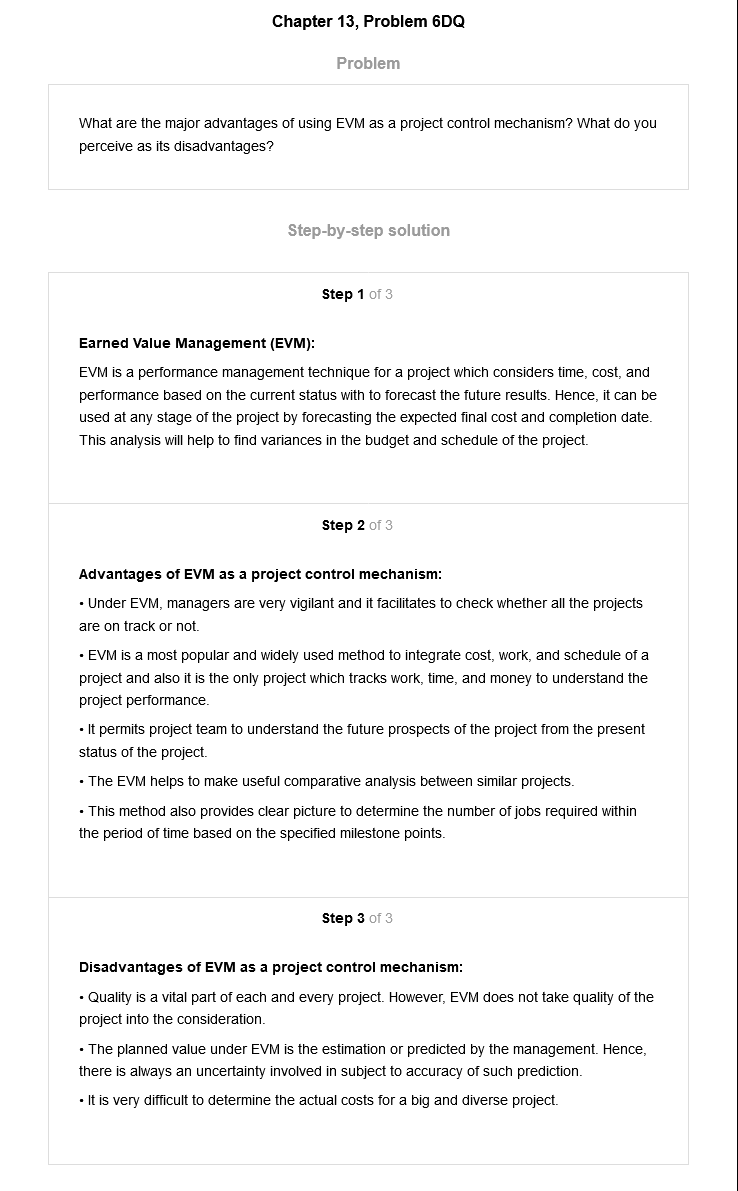 Chapter 13, Problem 6DQ
Problem
What are the major advantages of using EVM as a project control mechanism? What do you
perceive as its disadvantages?
Step-by-step solution
Step 1 of 3
Earned Value Management (EVM):
EVM is a performance management technique for a project which considers time, cost, and
performance based on the current status with to forecast the future results. Hence, it can be
used at any stage of the project by forecasting the expected final cost and completion date.
This analysis will help to find variances in the budget and schedule of the project.
Step 2 of 3
Advantages of EVM as a project control mechanism:
• Under EVM, managers are very vigilant and it facilitates to check whether all the projects
are on track or not.
• EVM is a most popular and widely used method to integrate cost, work, and schedule of a
project and also it is the only project which tracks work, time, and money to understand the
project performance.
• It permits project team to understand the future prospects of the project from the present
status of the project.
• The EVM helps to make useful comparative analysis between similar projects.
• This method also provides clear picture to determine the number of jobs required within
the period of time based on the specified milestone points.
Step 3 of 3
Disadvantages of EVM as a project control mechanism:
• Quality is a vital part of each and every project. However, EVM does not take quality of the
project into the consideration.
• The planned value under EVM is the estimation or predicted by the management. Hence,
there is always an uncertainty involved in subject to accuracy of such prediction.
• It is very difficult to determine the actual costs for a big and diverse project.